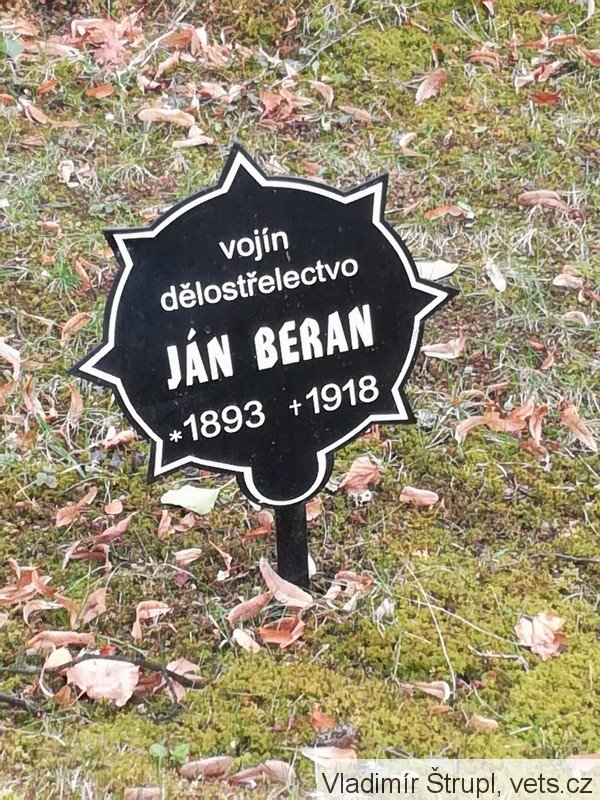 vojín
dělostřelectvo
JÁN BERAN
*1893 +1918
Vladimír Štrupl, vets.cz